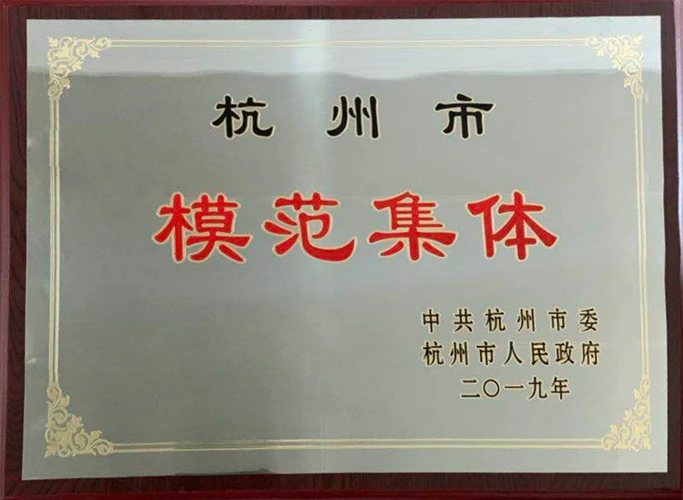 杭州市
模范集体
中共杭州市委
杭州市人民政府
二〇一九年